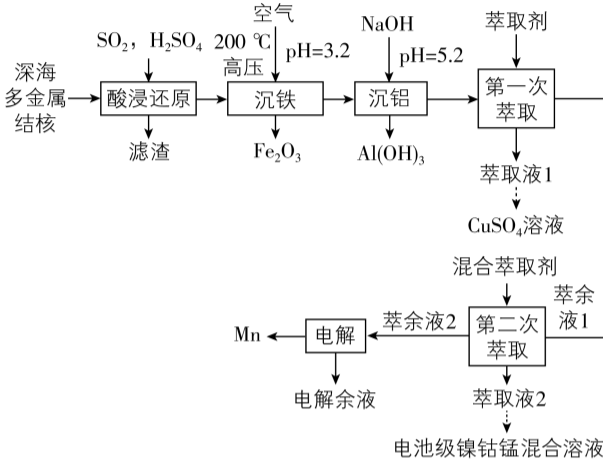 空气
NaOH
萃取剂
SO₂，H₂SO₄
200 ℃
高压
pH=3.2
pH=5.2
深海
多金属
结核
酸浸还原
沉铁
沉铝
第一次
萃取
滤渣
Fe₂O₃
Al(OH)₃
萃取液1
CuSO₄溶液
混合萃取剂
萃余
液1
Mn
电解
萃余液2
第二次
萃取
电解余液
萃取液2
电池级镍钴锰混合溶液